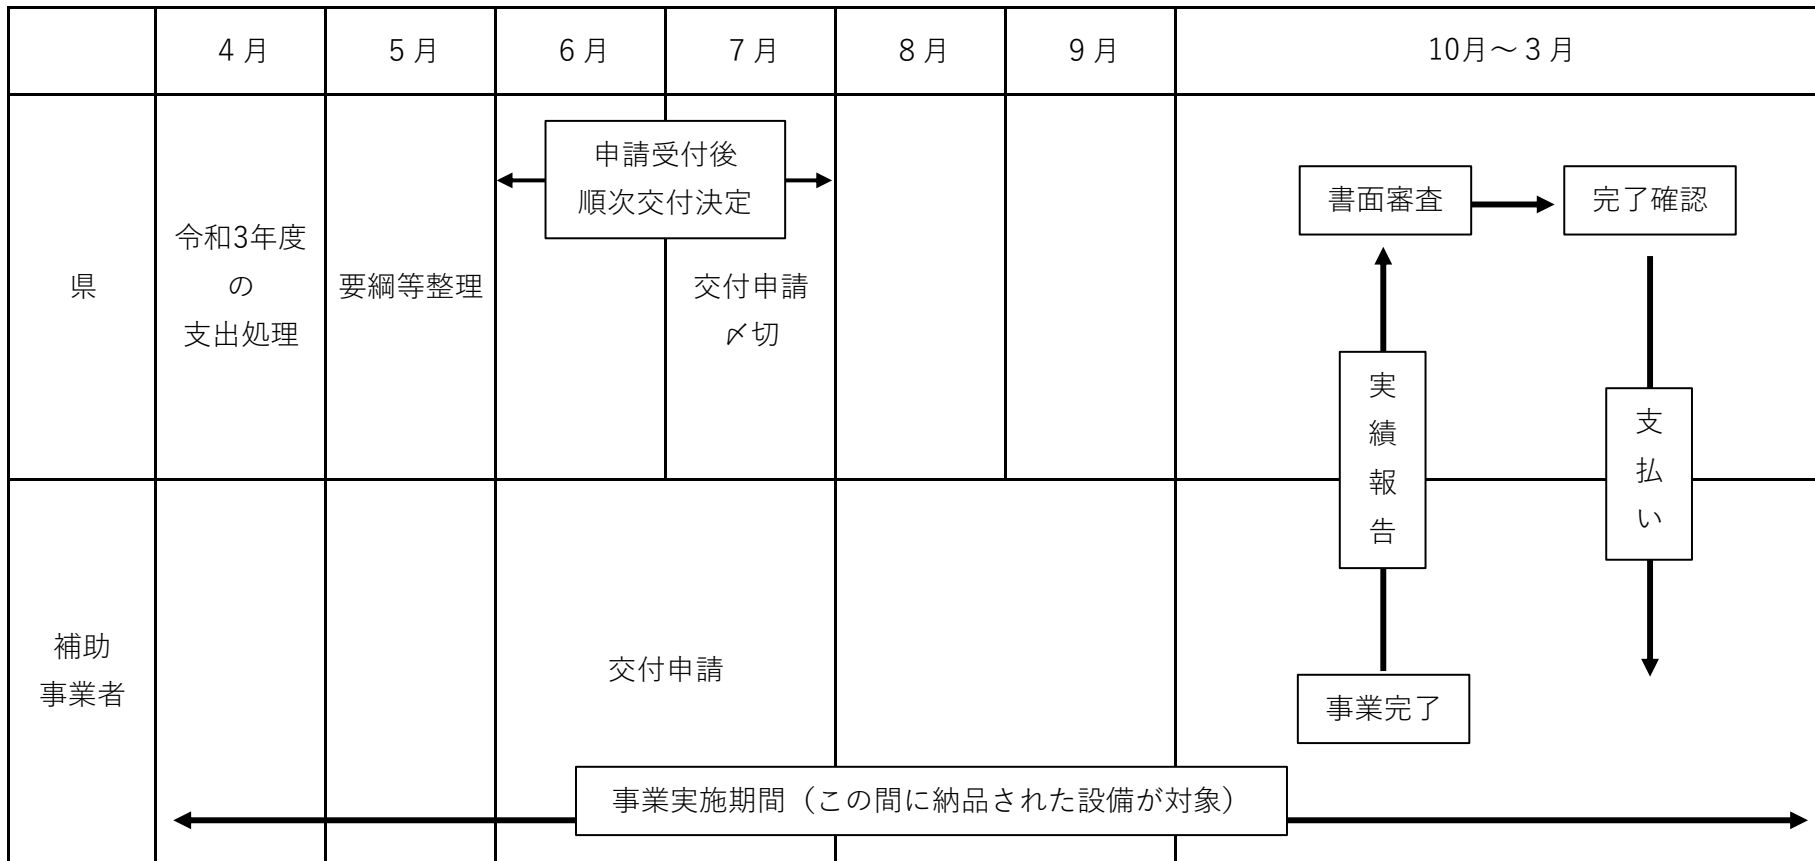 4月
5月
6月
7月
8月
9月
10月～3月
県
令和3年度
の
支出処理
要綱等整理
申請受付後
順次交付決定
交付申請
〆切
書面審査
完了確認
実績報告
支払い
補助
事業者
交付申請
事業完了
事業実施期間（この間に納品された設備が対象）